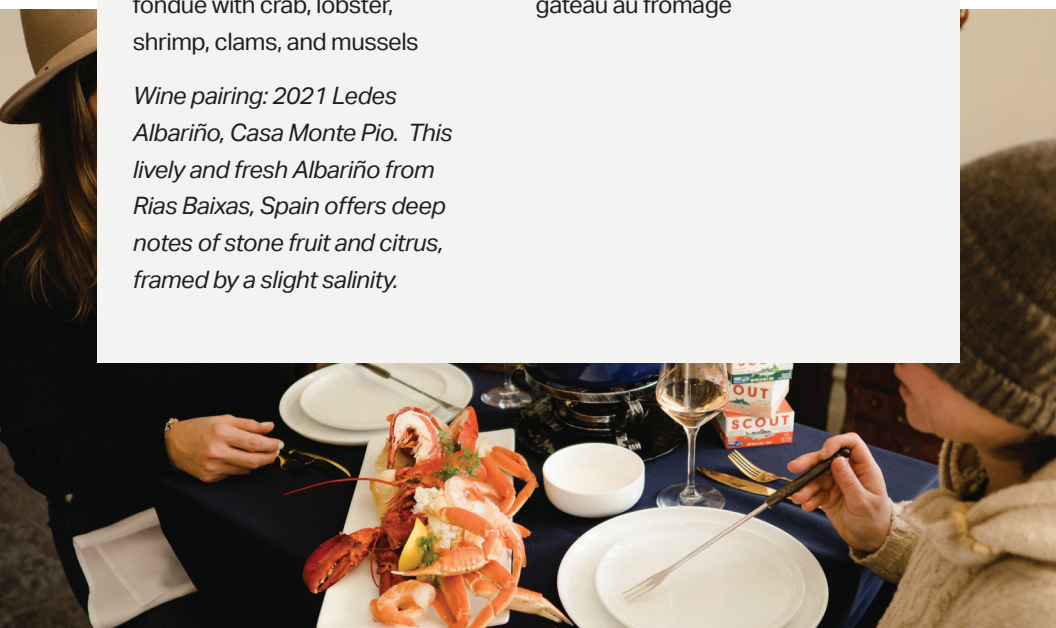 fondue with crab, lobster,
shrimp, clams, and mussels
Wine pairing: 2021 Ledes
Albariño, Casa Monte Pio.  This
lively and fresh Albariño from
Rias Baixas, Spain offers deep
notes of stone fruit and citrus,
framed by a slight salinity.
gâteau au fromage
OUT
SCOUT